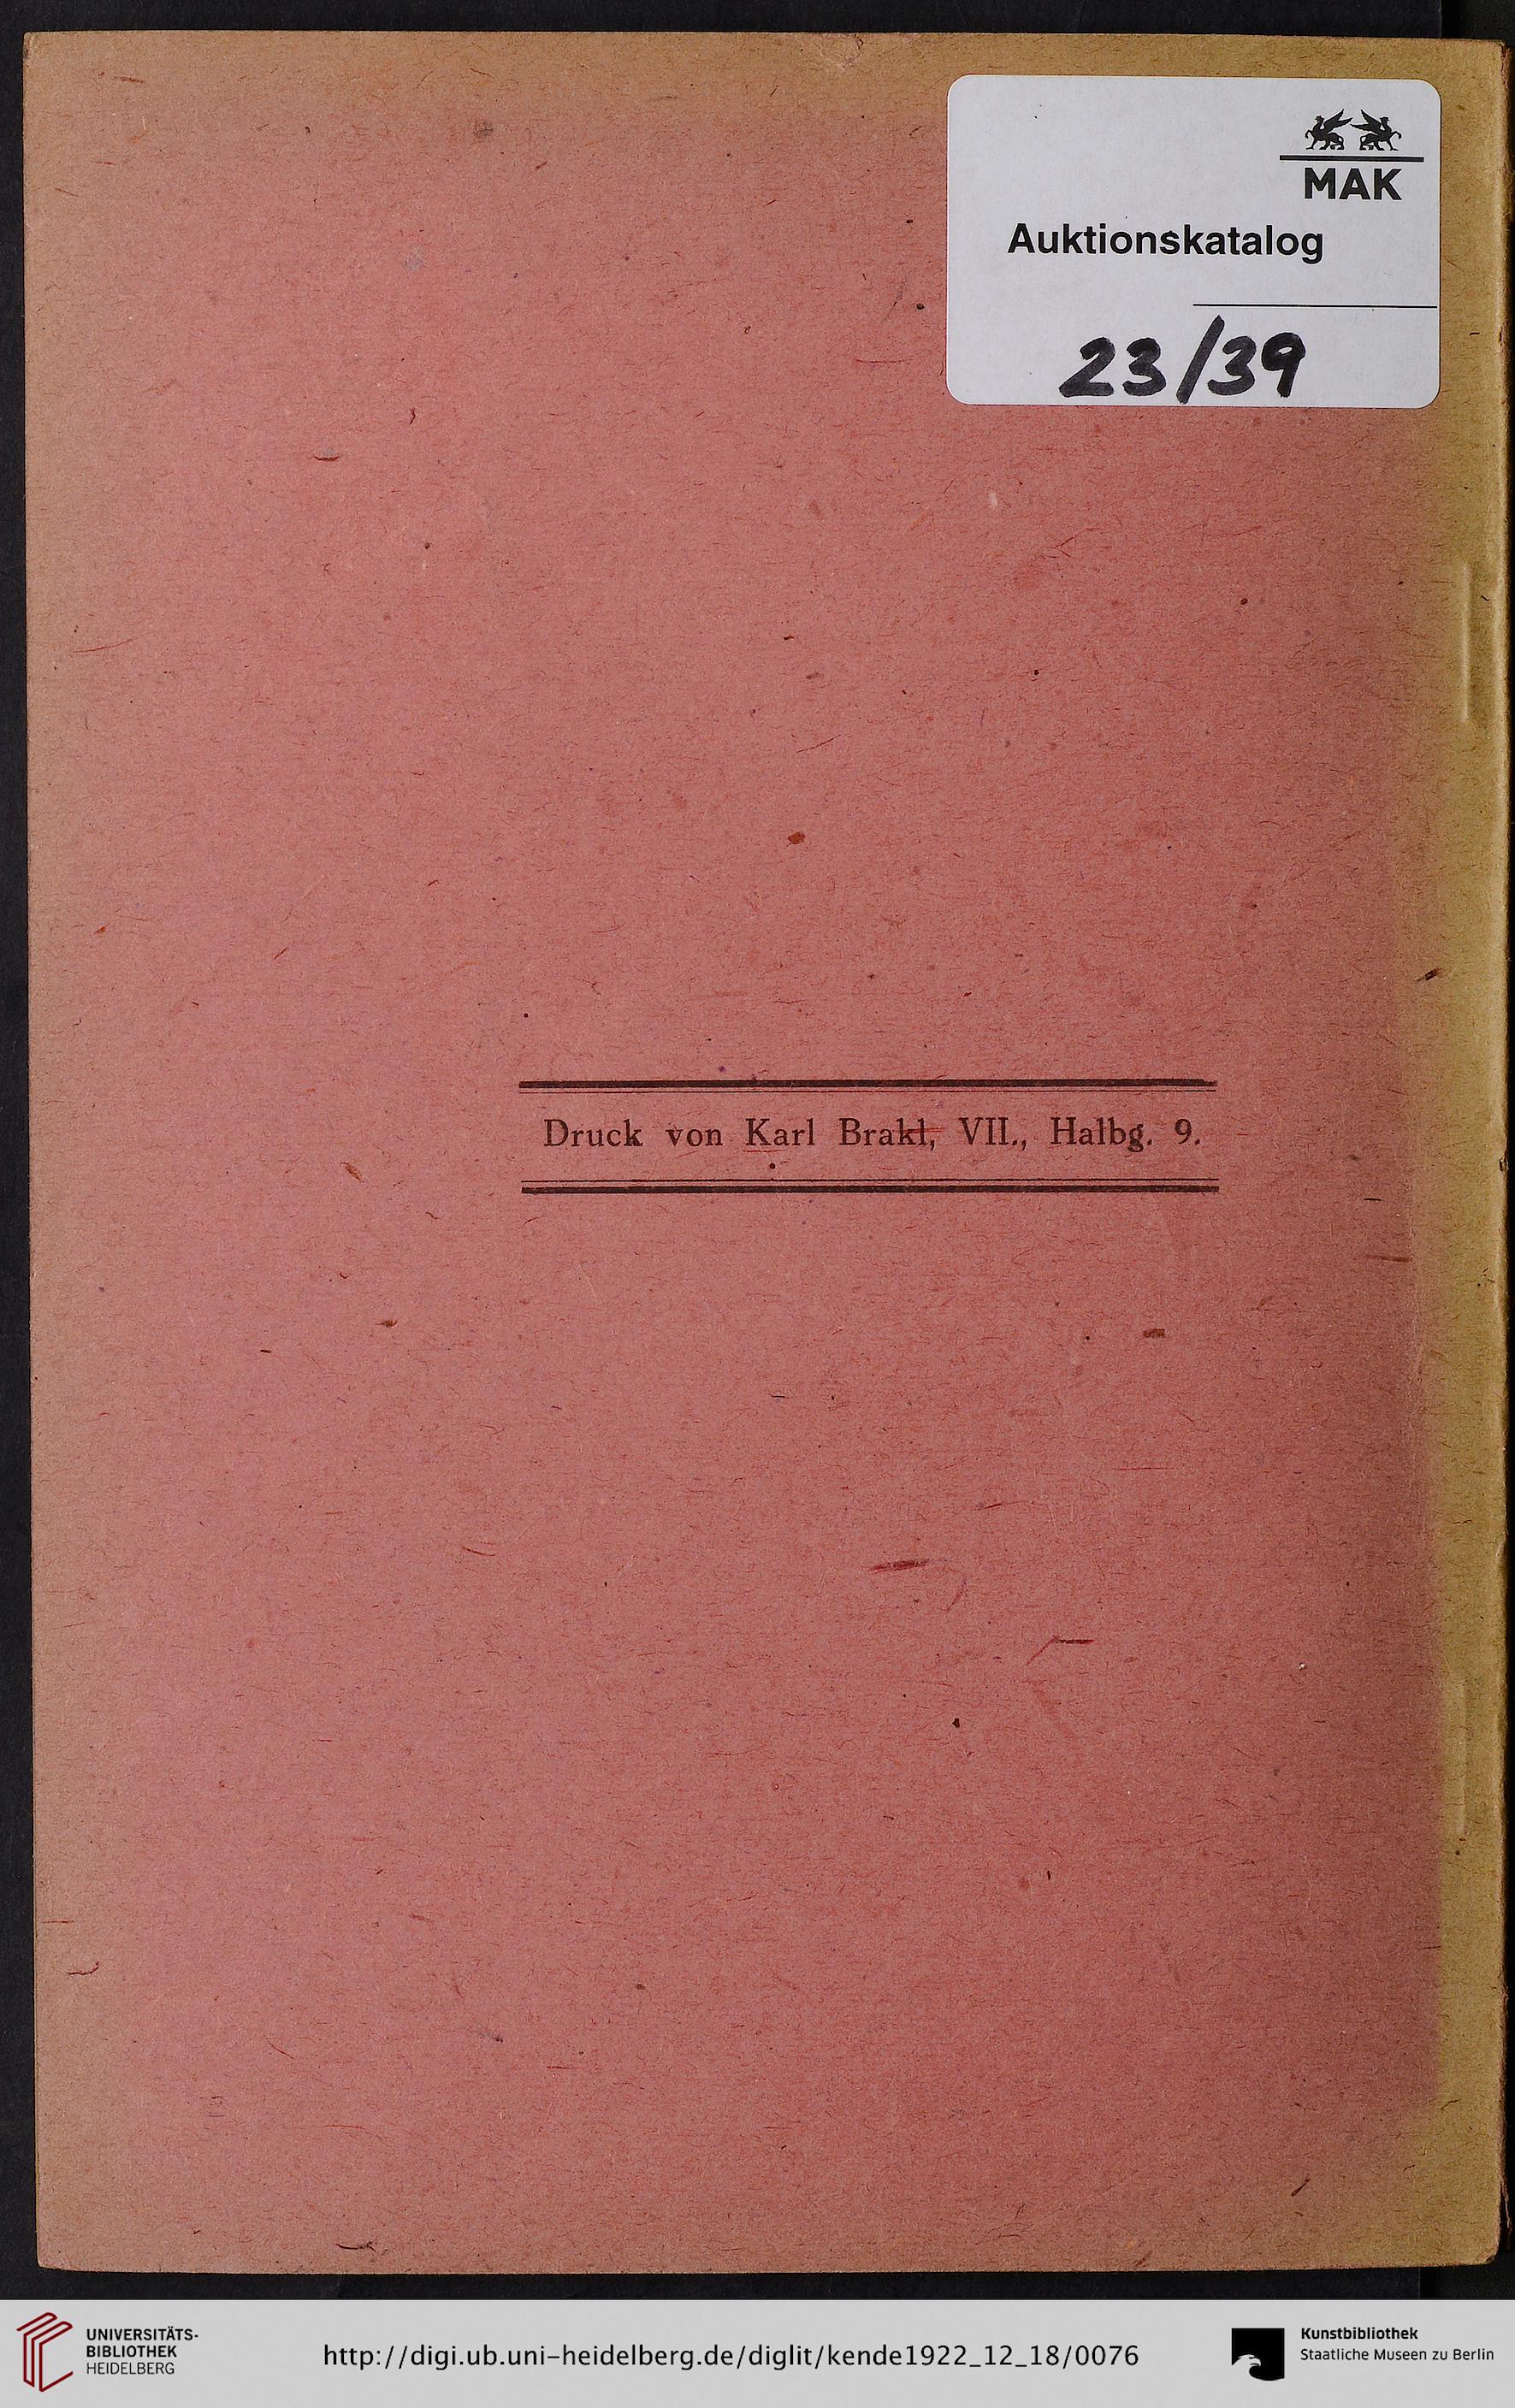 MAK
Auktionskatalog
23/39
Druck von Karl Brakl, VII., Halbg. 9.
UNIVERSITÄTS-
BIBLIOTHEK
HEIDELBERG
http://digi.ub.uni-heidelberg.de/diglit/kende1922_12_18/0076
Kunstbibliothek
Staatliche Museen zu Berlin